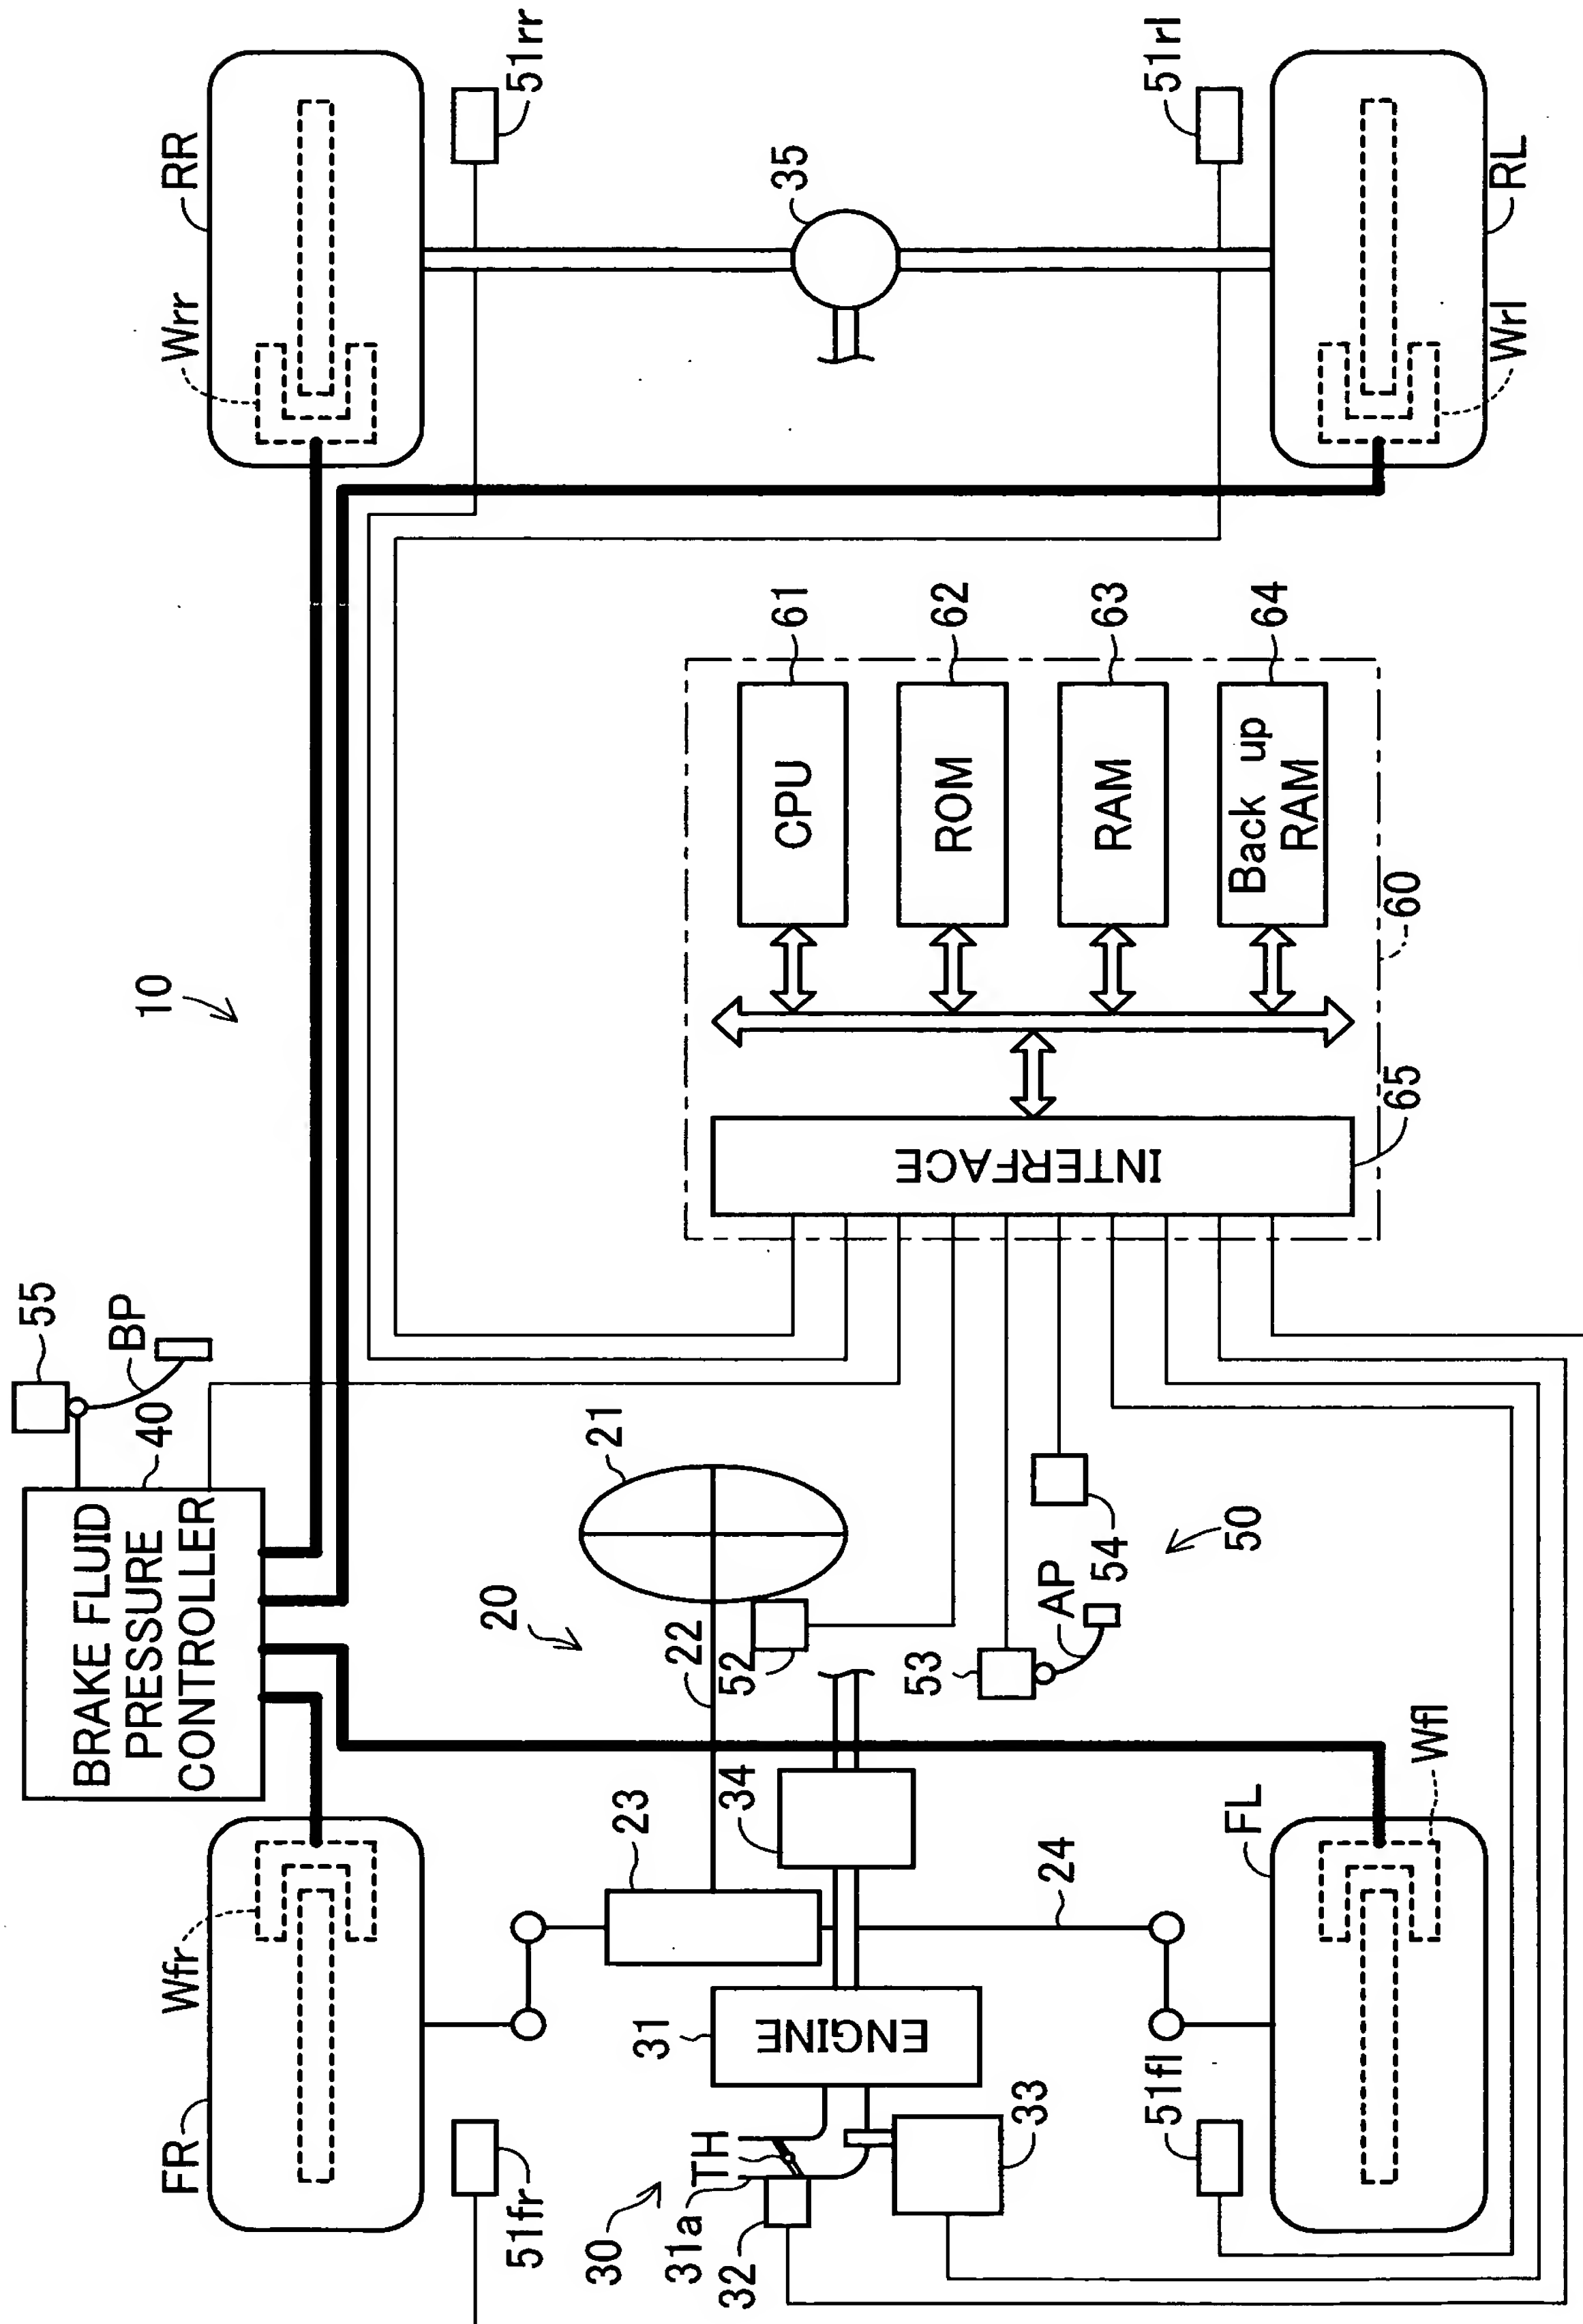 10
55
BP
40
BRAKE FLUID
PRESSURE
CONTROLLER
RR
Wrr
51rr
35
51rl
RL
Wrl
61
CPU
62
ROM
63
RAM
64
Back up
RAM
60
65
INTERFACE
21
20
22
52
53
AP
54
50
FR
Wfr
51fr
23
34
24
31
ENGINE
TH
31a
30
32
33
FL
Wfl
51fl